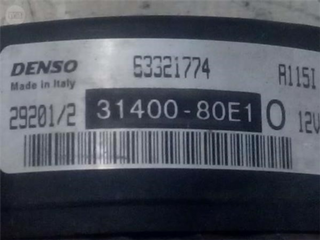 DENSO 63321774 A115I
Made in Italy
29201/2 31400-80E1 0 12V